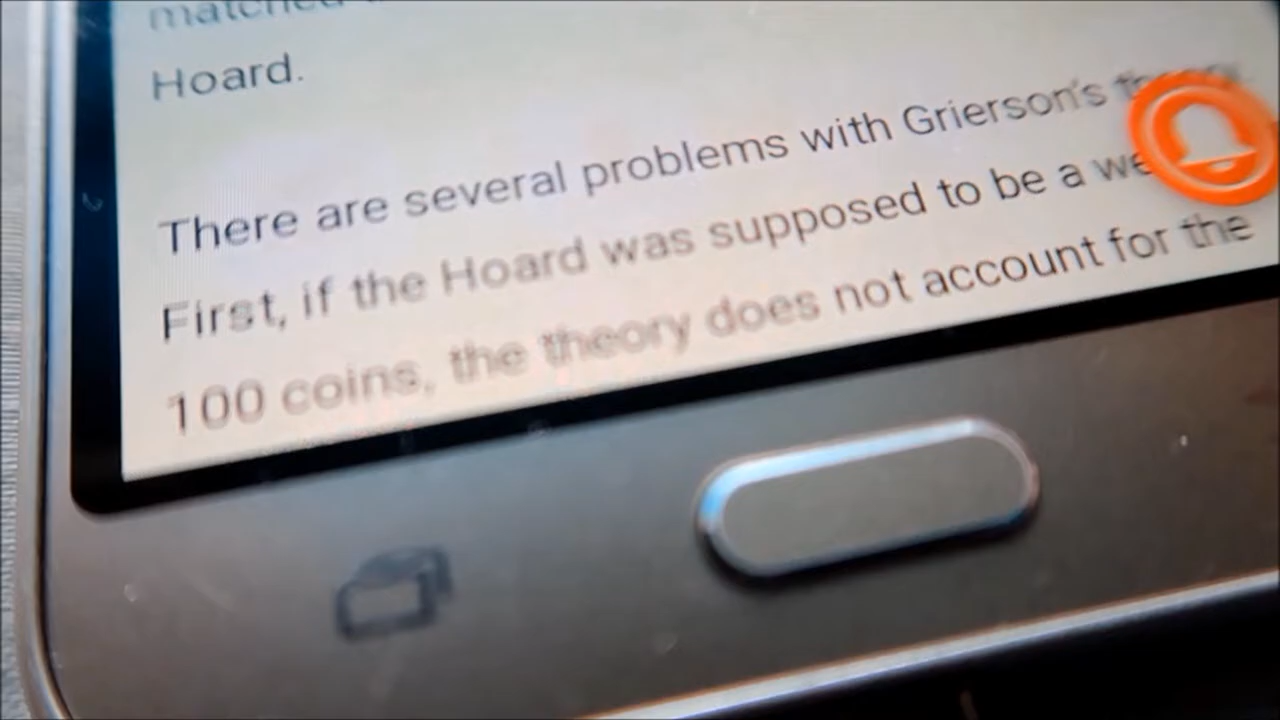 matched
Hoard.
There are several problems with Grierson's
First, if the Hoard was supposed to be a
100 coins, the theory does not account for the